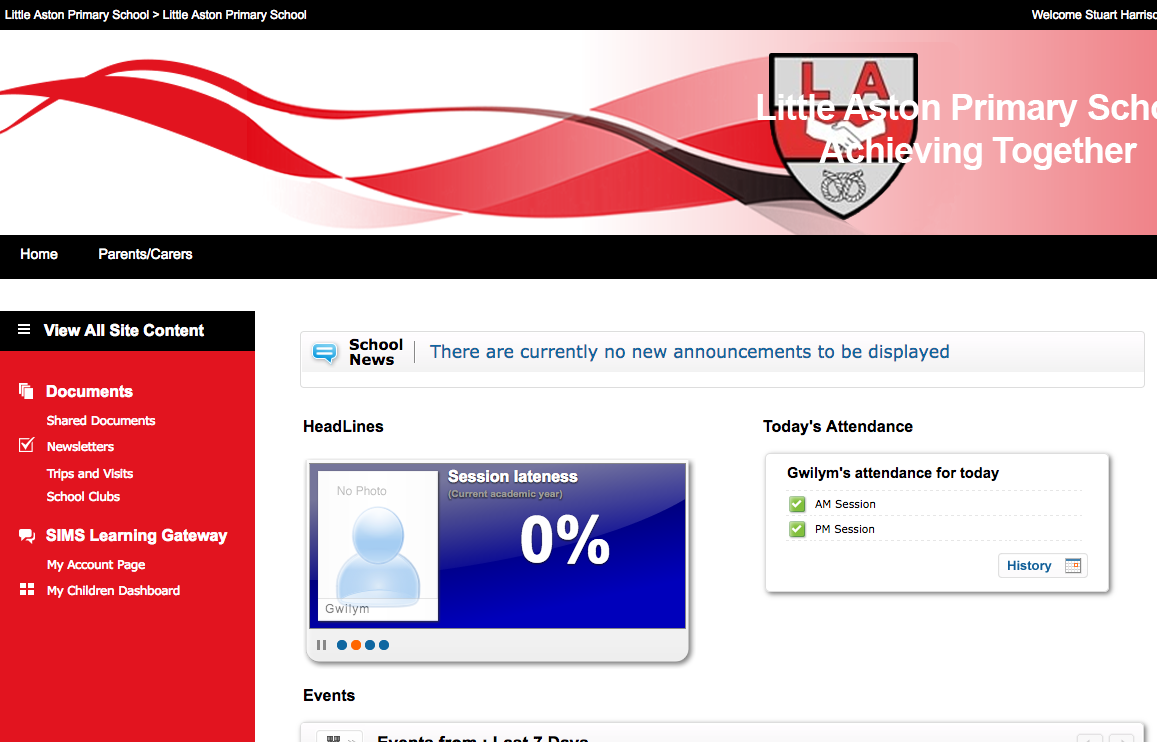 Little Aston Primary School > Little Aston Primary School
Welcome Stuart Harriso
L A
Little Aston Primary Scho
Achieving Together
Home
Parents/Carers
View All Site Content
Documents
Shared Documents
Newsletters
Trips and Visits
School Clubs
SIMS Learning Gateway
My Account Page
My Children Dashboard
School
News
There are currently no new announcements to be displayed
HeadLines
Session lateness
(Current academic year)
No Photo
0%
Gwilym
Today's Attendance
Gwilym's attendance for today
AM Session
PM Session
History
Events
Events from : Last 7 Days